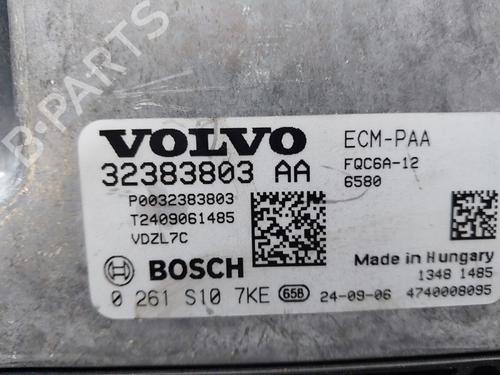 B-PARTS
VOLVO
32383803 AA
P0032383803
T2409061485
VDZL7C
ECM-PAA
FQC6A-12
6580
BOSCH
0 261 S10 7KE 65B
Made in Hungary
1348 1485
24-09-06 4740008095